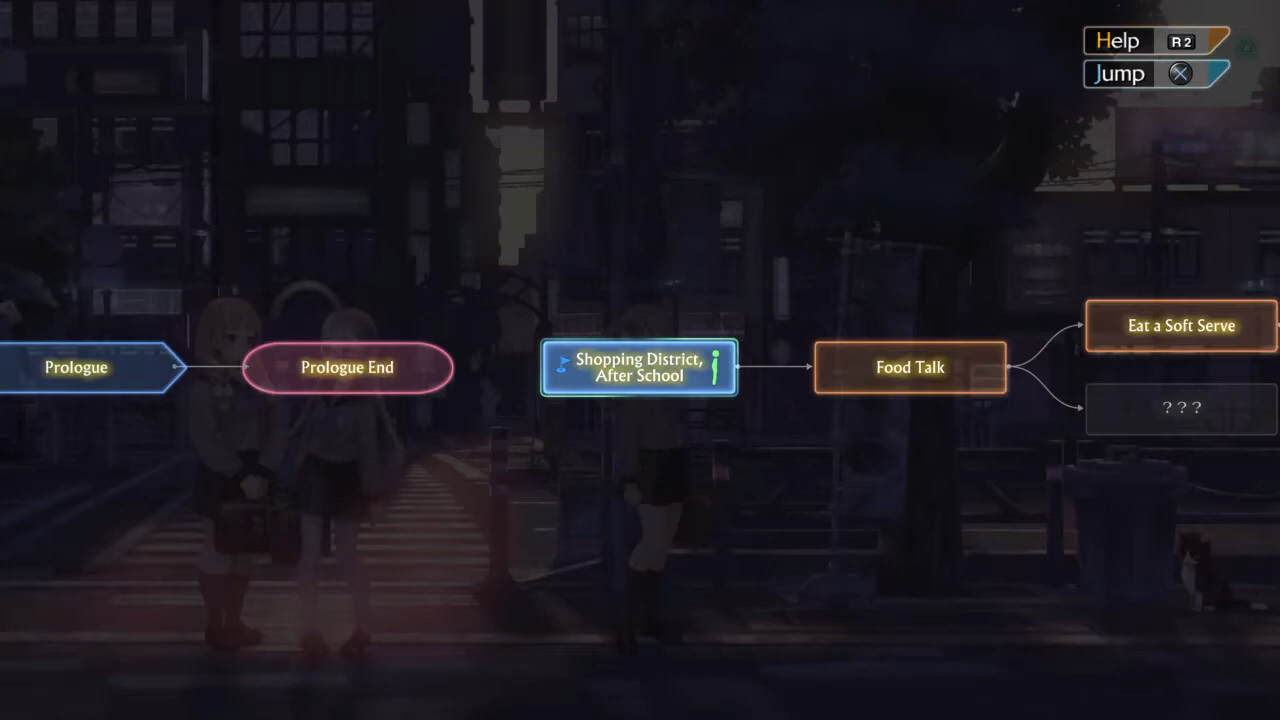 Help R2
Jump
Prologue
Prologue End
Shopping District,
After School
Food Talk
Eat a Soft Serve
? ? ?